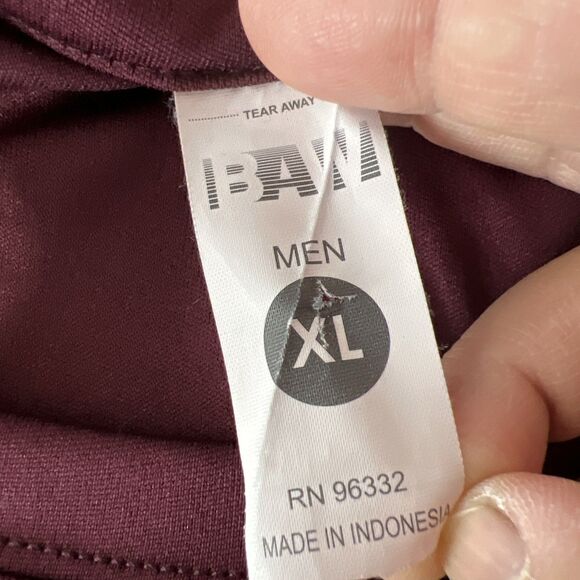 TEAR AWAY
BAW
MEN
XL
RN 96332
MADE IN INDONESIA